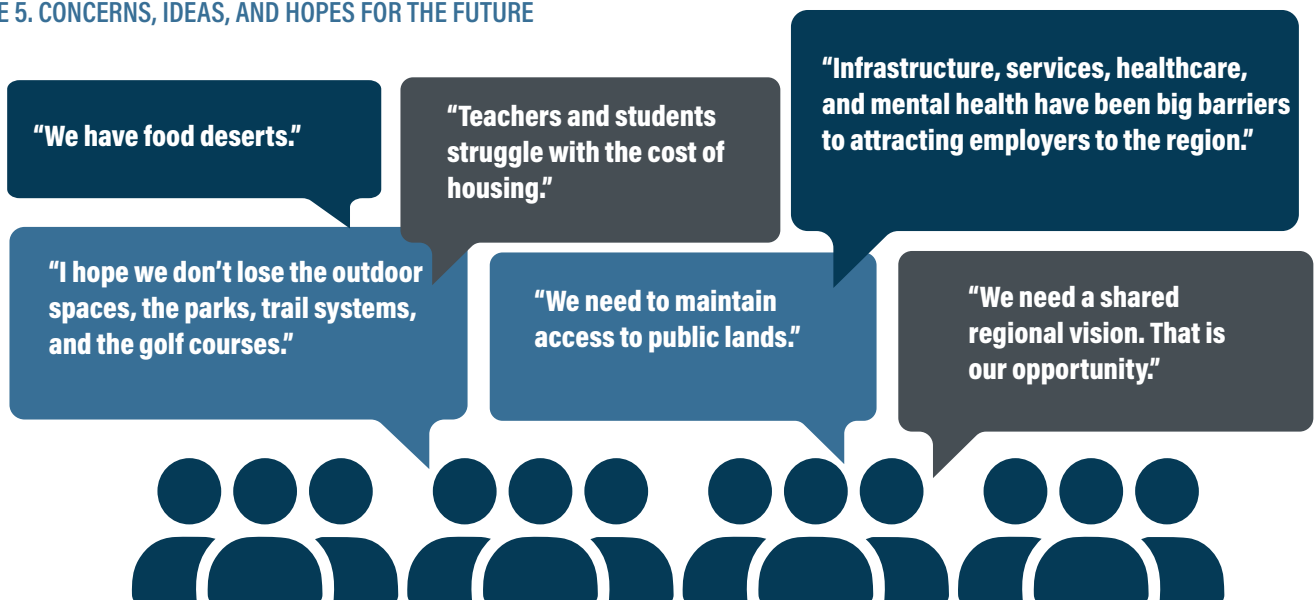 E 5. CONCERNS, IDEAS, AND HOPES FOR THE FUTURE
“We have food deserts.”
“Teachers and students
struggle with the cost of
housing.”
“Infrastructure, services, healthcare,
and mental health have been big barriers
to attracting employers to the region.”
“I hope we don’t lose the outdoor
spaces, the parks, trail systems,
and the golf courses.”
“We need to maintain
access to public lands.”
“We need a shared
regional vision. That is
our opportunity.”